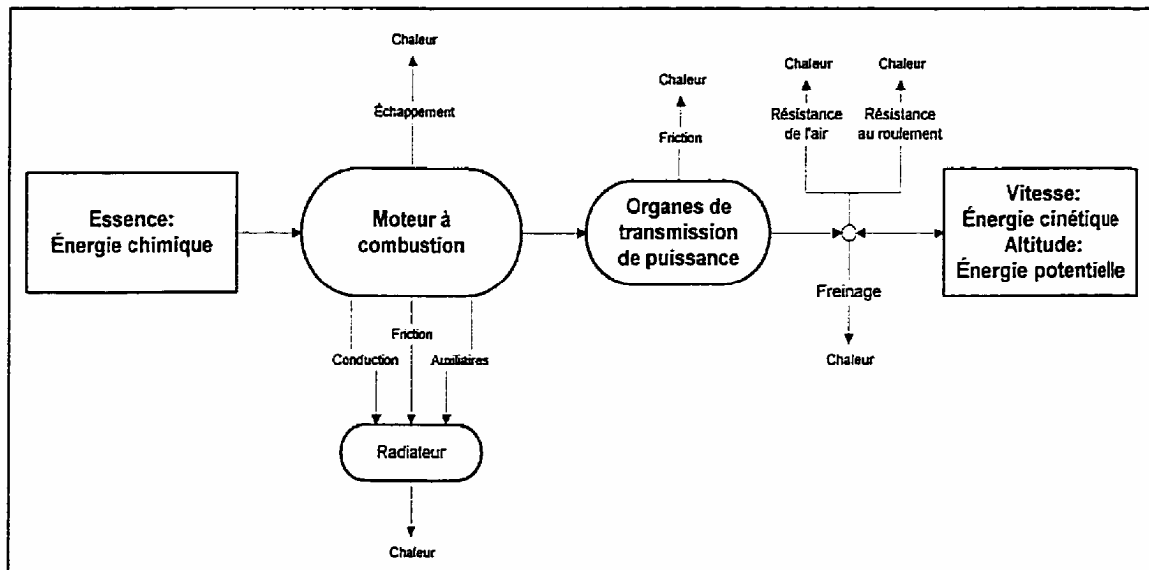 Chaleur
Chaleur
Chaleur
Chaleur
Échappement
Friction
Résistance
de l'air
Résistance
au roulement
Essence:
Énergie chimique
Moteur à
combustion
Organes de
transmission
de puissance
Vitesse:
Énergie cinétique
Altitude:
Énergie potentielle
Freinage
Friction
Conduction
Auxiliaires
Chaleur
Radiateur
Chaleur